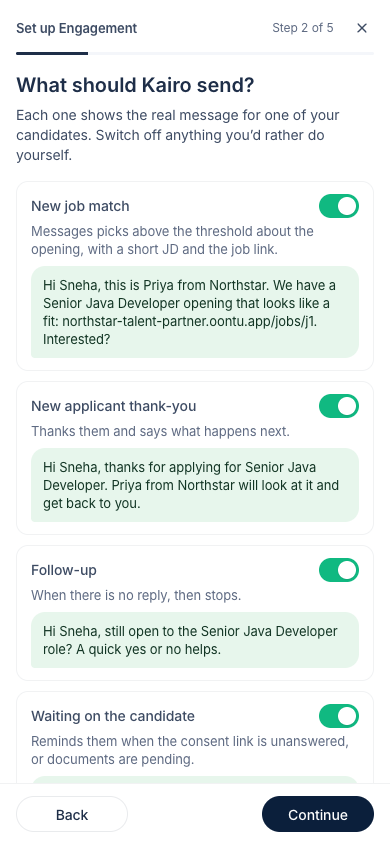 Set up Engagement
Step 2 of 5
What should Kairo send?
Each one shows the real message for one of your
candidates. Switch off anything you’d rather do
yourself.
New job match
Messages picks above the threshold about the
opening, with a short JD and the job link.
Hi Sneha, this is Priya from Northstar. We have a
Senior Java Developer opening that looks like a
fit: northstar-talent-partner.oontu.app/jobs/j1.
Interested?
New applicant thank-you
Thanks them and says what happens next.
Hi Sneha, thanks for applying for Senior Java
Developer. Priya from Northstar will look at it and
get back to you.
Follow-up
When there is no reply, then stops.
Hi Sneha, still open to the Senior Java Developer
role? A quick yes or no helps.
Waiting on the candidate
Reminds them when the consent link is unanswered,
or documents are pending.
Back
Continue